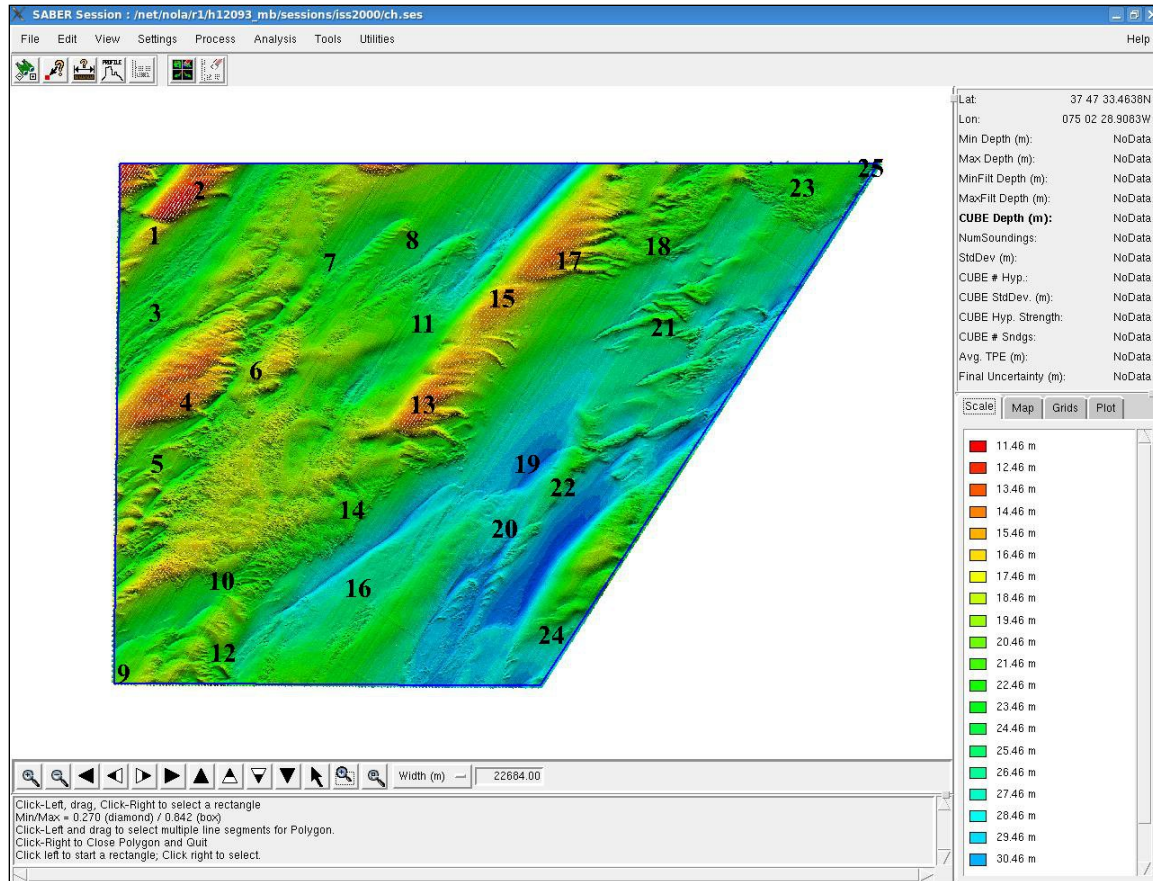 SABER Session : /net/nola/r1/h12093_mb/sessions/iss2000/ch.ses
File Edit View Settings Process Analysis Tools Utilities Help
PROFILE
Lat: 37 47 33.4638N
Lon: 075 02 28.9083W
Min Depth (m): NoData
Max Depth (m): NoData
MinFilt Depth (m): NoData
MaxFilt Depth (m): NoData
CUBE Depth (m): NoData
NumSoundings: NoData
StdDev (m): NoData
CUBE # Hyp.: NoData
CUBE StdDev. (m): NoData
CUBE Hyp. Strength: NoData
CUBE # Sndgs: NoData
Avg. TPE (m): NoData
Final Uncertainty (m): NoData
Scale Map Grids Plot
11.46 m
12.46 m
13.46 m
14.46 m
15.46 m
16.46 m
17.46 m
18.46 m
19.46 m
20.46 m
21.46 m
22.46 m
23.46 m
24.46 m
25.46 m
26.46 m
27.46 m
28.46 m
29.46 m
30.46 m
25
23
2
1
8
18
7
17
15
3
11
21
6
4
13
5
19
22
14
20
10
16
24
12
9
Width (m) 22684.00
Click-Left, drag, Click-Right to select a rectangle
Min/Max = 0.270 (diamond) / 0.842 (box)
Click-Left and drag to select multiple line segments for Polygon.
Click-Right to Close Polygon and Quit
Click left to start a rectangle; Click right to select.